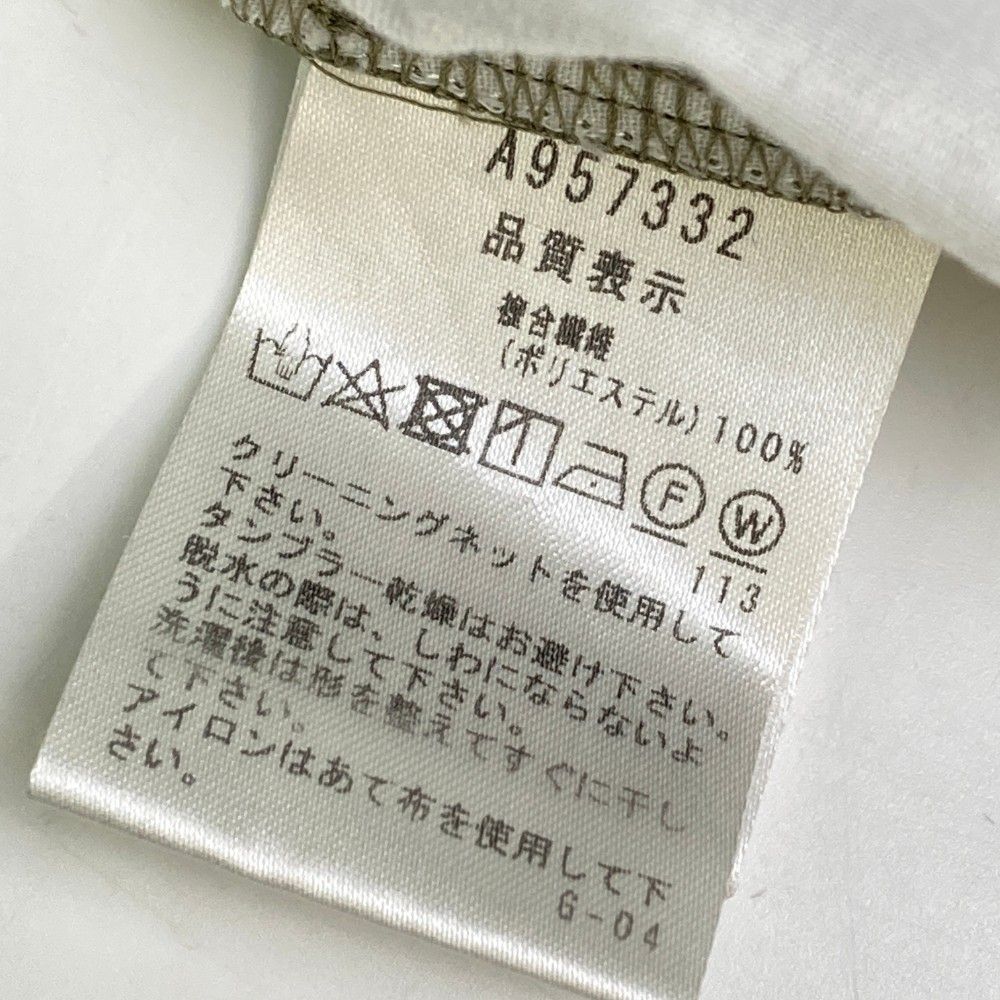 A957332
品質表示
複合繊維
(ポリエステル)100%
F W
113
クリーニングネットを使用して
下さい。
タンブラー乾燥はお避け下さい。
脱水の際は、しわにならないよ
うに注意して下さい。
洗濯後は形を整えてすぐに干し
て下さい。
アイロンはあて布を使用して下
さい。
6-04